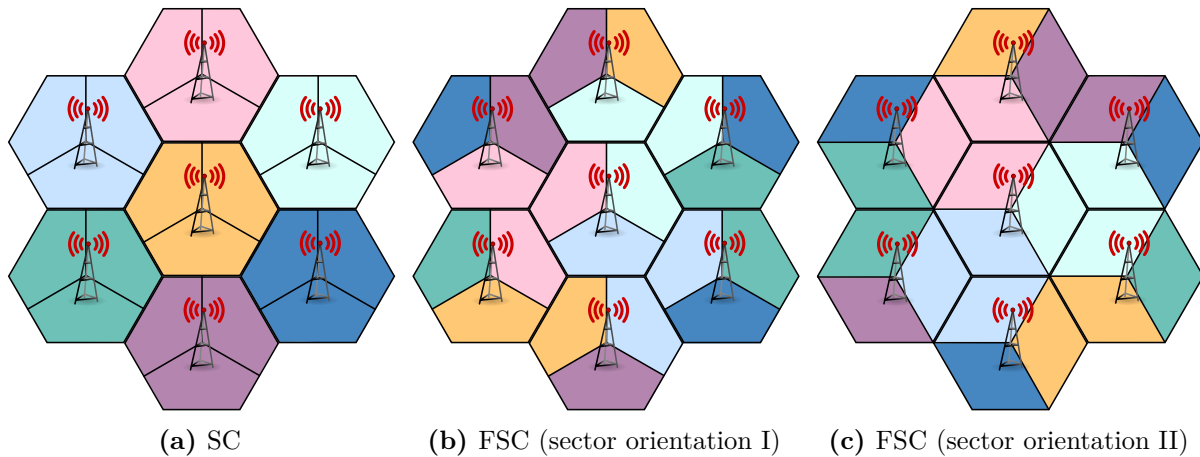 (a) SC
(b) FSC (sector orientation I)
(c) FSC (sector orientation II)